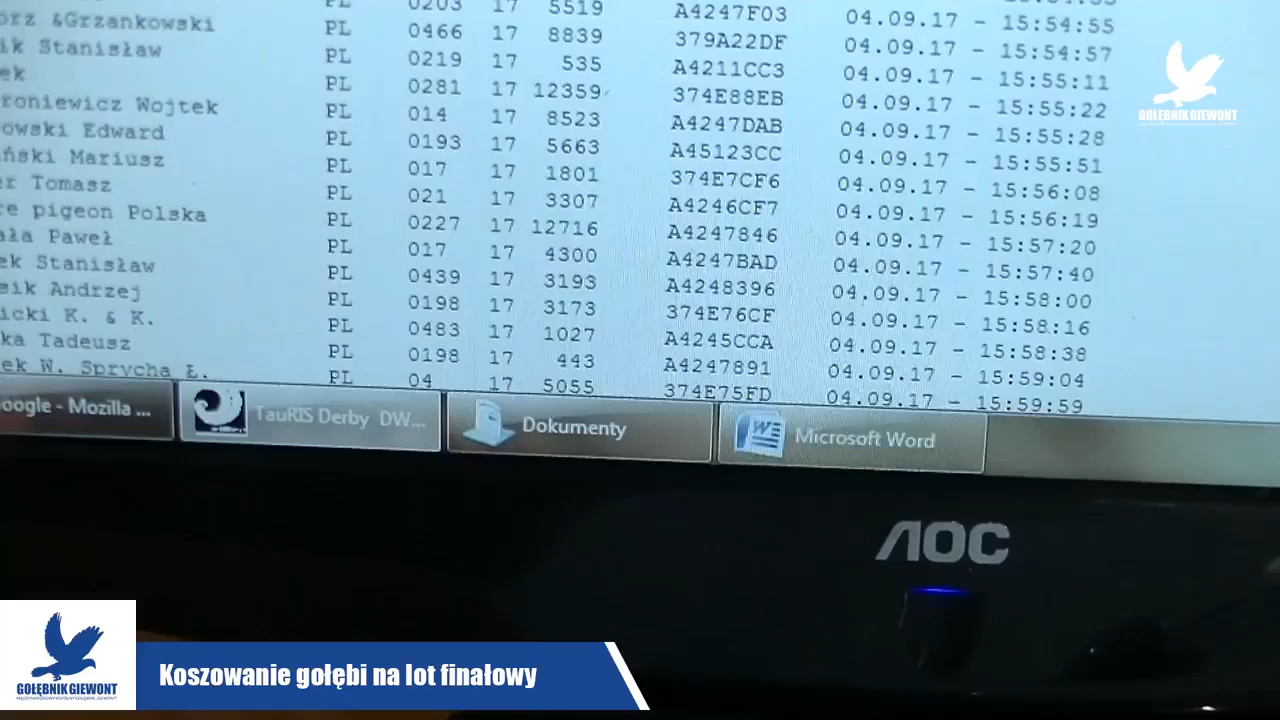 PL 0203 17 5519 A4247F03 04.09.17 - 15:54:55
orz &Grzankowski PL 0466 17 8839 379A22DF 04.09.17 - 15:54:57
ik Stanisław PL 0219 17 535 A4211CC3 04.09.17 - 15:55:11
ek PL 0281 17 12359 374E88EB 04.09.17 - 15:55:22
roniewicz Wojtek PL 014 17 8523 A4247DAB 04.09.17 - 15:55:28
owski Edward PL 0193 17 5663 A45123CC 04.09.17 - 15:55:51
ński Mariusz PL 017 17 1801 374E7CF6 04.09.17 - 15:56:08
er Tomasz PL 021 17 3307 A4246CF7 04.09.17 - 15:56:19
re pigeon Polska PL 0227 17 12716 A4247846 04.09.17 - 15:57:20
ała Paweł PL 017 17 4300 A4247BAD 04.09.17 - 15:57:40
ek Stanisław PL 0439 17 3193 A4248396 04.09.17 - 15:58:00
sik Andrzej PL 0198 17 3173 374E76CF 04.09.17 - 15:58:16
icki K. & K. PL 0483 17 1027 A4245CCA 04.09.17 - 15:58:38
ka Tadeusz PL 0198 17 443 A4247891 04.09.17 - 15:59:04
ek W. Sprycha Ł. PL 04 17 5055 374E75FD 04.09.17 - 15:59:59
GOŁĘBNIK GIEWONT
oogle - Mozilla ...
TauRIS Derby DW...
Dokumenty
Microsoft Word
AOC
GOŁĘBNIK GIEWONT
Koszowanie gołębi na lot finałowy